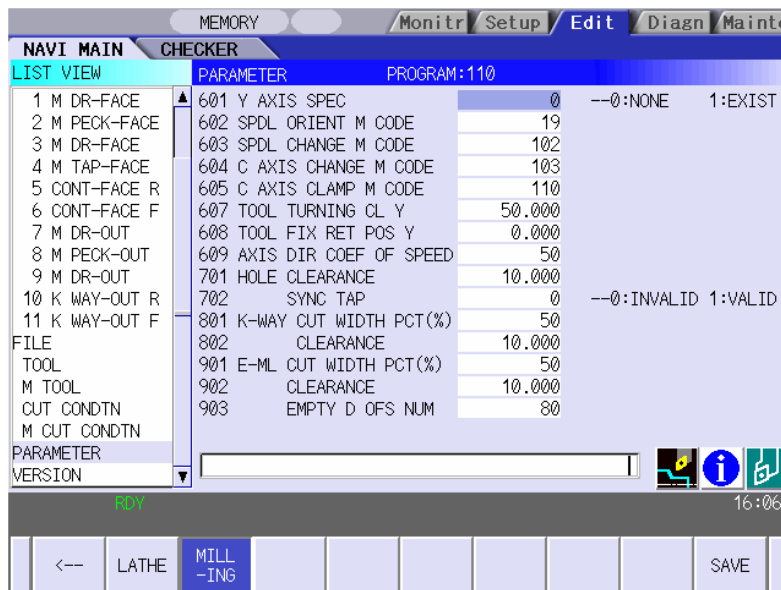 MEMORY Monitr Setup Edit Diagn Maint
NAVI MAIN CHECKER
LIST VIEW
1 M DR-FACE
2 M PECK-FACE
3 M DR-FACE
4 M TAP-FACE
5 CONT-FACE R
6 CONT-FACE F
7 M DR-OUT
8 M PECK-OUT
9 M DR-OUT
10 K WAY-OUT R
11 K WAY-OUT F
FILE
TOOL
M TOOL
CUT CONDTN
M CUT CONDTN
PARAMETER
VERSION
PARAMETER PROGRAM:110
601 Y AXIS SPEC 0 --0:NONE 1:EXIST
602 SPDL ORIENT M CODE 19
603 SPDL CHANGE M CODE 102
604 C AXIS CHANGE M CODE 103
605 C AXIS CLAMP M CODE 110
607 TOOL TURNING CL Y 50.000
608 TOOL FIX RET POS Y 0.000
609 AXIS DIR COEF OF SPEED 50
701 HOLE CLEARANCE 10.000
702 SYNC TAP 0 --0:INVALID 1:VALID
801 K-WAY CUT WIDTH PCT(%) 50
802 CLEARANCE 10.000
901 E-ML CUT WIDTH PCT(%) 50
902 CLEARANCE 10.000
903 EMPTY D OFS NUM 80
RDY 16:06
<-- LATHE MILL SAVE
-ING